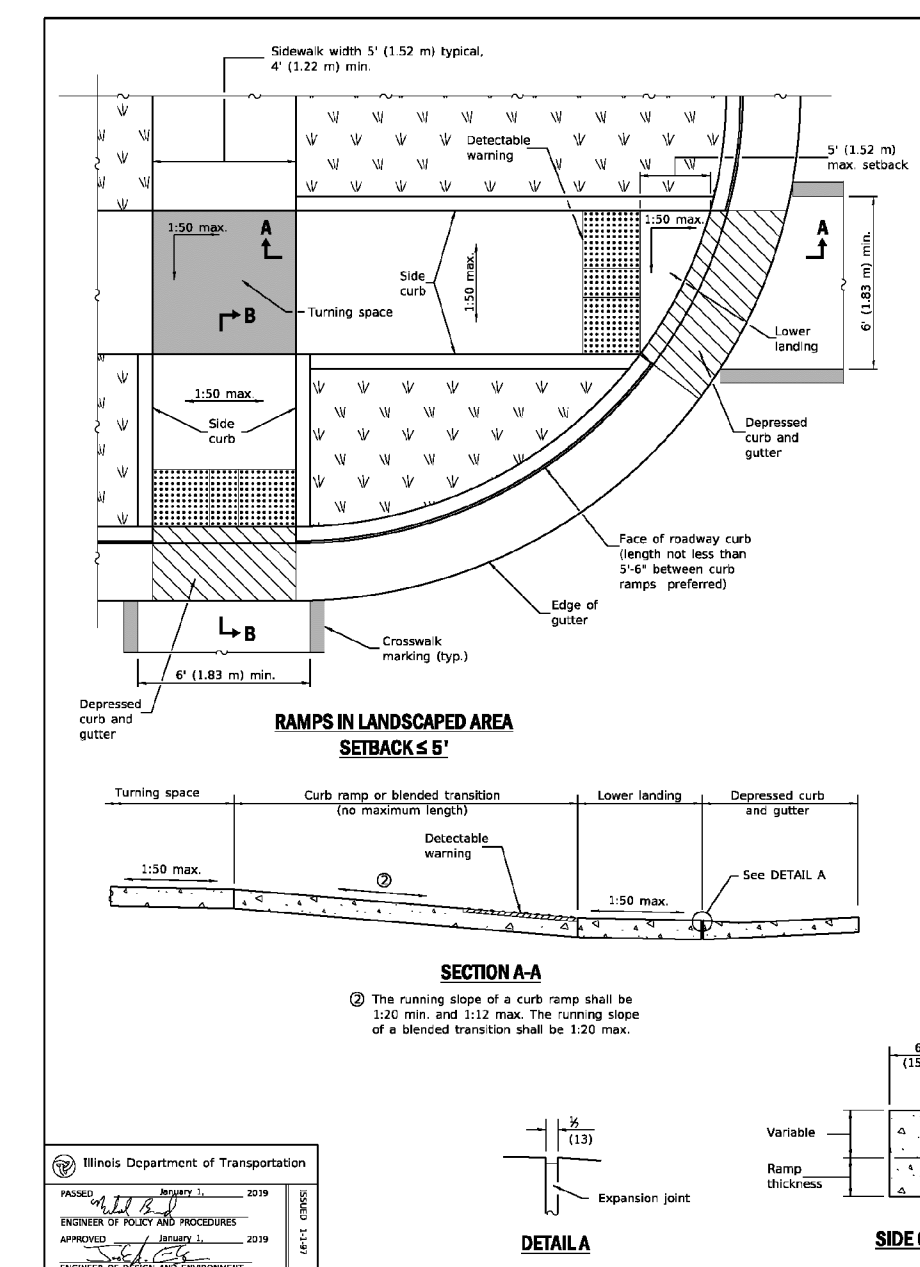 Sidewalk width 5' (1.52 m) typical,
4' (1.22 m) min.
Detectable
warning
5' (1.52 m)
max. setback
1:50 max.
A
1:50 max.
A
Side
curb
1:50 max.
6' (1.83 m) min.
B
Turning space
Lower
landing
1:50 max.
Side
curb
Depressed
curb and
gutter
Face of roadway curb
(length not less than
5'-6" between curb
ramps preferred)
Edge of
gutter
B
Crosswalk
marking (typ.)
6' (1.83 m) min.
Depressed
curb and
gutter
RAMPS IN LANDSCAPED AREA
SETBACK ≤ 5'
Turning space
Curb ramp or blended transition
(no maximum length)
Lower landing
Depressed curb
and gutter
Detectable
warning
1:50 max.
②
1:50 max.
See DETAIL A
SECTION A-A
② The running slope of a curb ramp shall be
1:20 min. and 1:12 max. The running slope
of a blended transition shall be 1:20 max.
6
(15
½
(13)
Variable
Ramp
thickness
Expansion joint
DETAIL A
SIDE
Illinois Department of Transportation
PASSED January 1, 2019
ENGINEER OF POLICY AND PROCEDURES
APPROVED January 1, 2019
ENGINEER OF DESIGN AND ENVIRONMENT
ISSUED 1-1-97